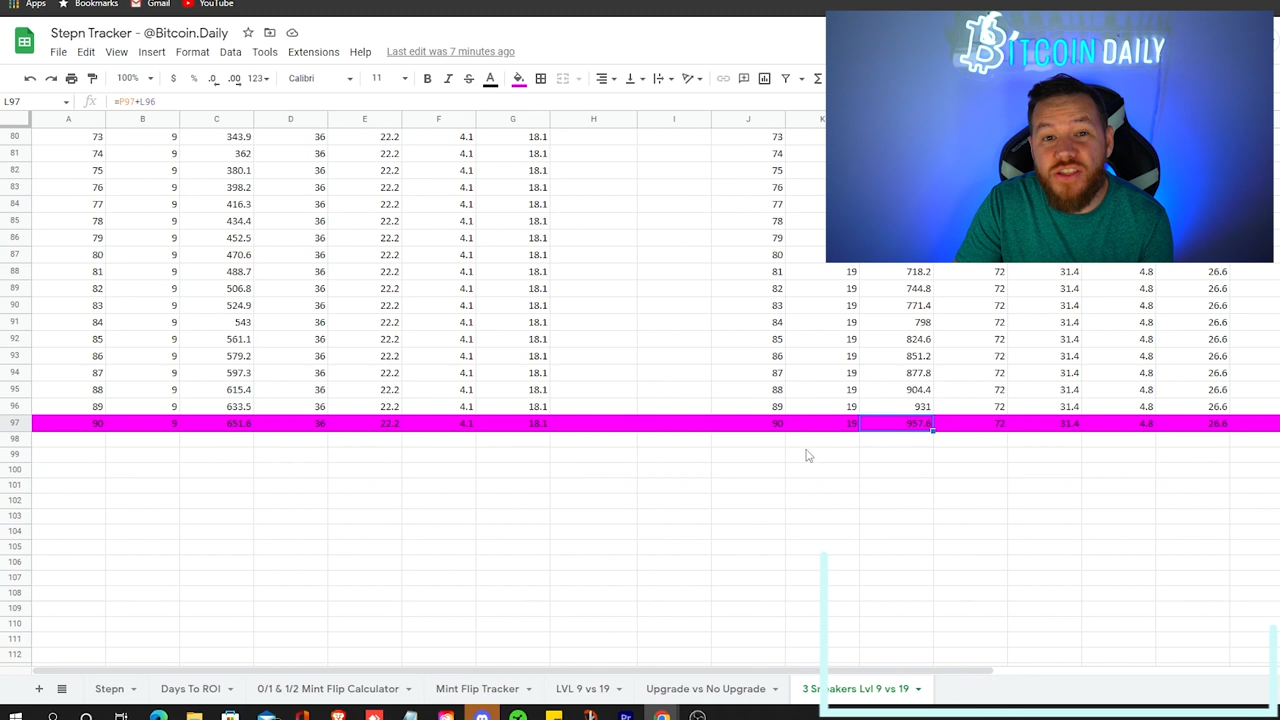 Apps Bookmarks Gmail YouTube
Stepn Tracker - @Bitcoin.Daily
File Edit View Insert Format Data Tools Extensions Help Last edit was 7 minutes ago
100% $ % .0 .00 123 Calibri 11 B I S A
L97 fx =P97+L96
A B C D E F G H I J K
80 73 9 343.9 36 22.2 4.1 18.1 73
81 74 9 362 36 22.2 4.1 18.1 74
82 75 9 380.1 36 22.2 4.1 18.1 75
83 76 9 398.2 36 22.2 4.1 18.1 76
84 77 9 416.3 36 22.2 4.1 18.1 77
85 78 9 434.4 36 22.2 4.1 18.1 78
86 79 9 452.5 36 22.2 4.1 18.1 79
87 80 9 470.6 36 22.2 4.1 18.1 80
88 81 9 488.7 36 22.2 4.1 18.1 81 19 718.2 72 31.4 4.8 26.6
89 82 9 506.8 36 22.2 4.1 18.1 82 19 744.8 72 31.4 4.8 26.6
90 83 9 524.9 36 22.2 4.1 18.1 83 19 771.4 72 31.4 4.8 26.6
91 84 9 543 36 22.2 4.1 18.1 84 19 798 72 31.4 4.8 26.6
92 85 9 561.1 36 22.2 4.1 18.1 85 19 824.6 72 31.4 4.8 26.6
93 86 9 579.2 36 22.2 4.1 18.1 86 19 851.2 72 31.4 4.8 26.6
94 87 9 597.3 36 22.2 4.1 18.1 87 19 877.8 72 31.4 4.8 26.6
95 88 9 615.4 36 22.2 4.1 18.1 88 19 904.4 72 31.4 4.8 26.6
96 89 9 633.5 36 22.2 4.1 18.1 89 19 931 72 31.4 4.8 26.6
97 90 9 651.6 36 22.2 4.1 18.1 90 19 957.6 72 31.4 4.8 26.6
98
99
100
101
102
103
104
105
106
107
108
109
110
111
112
Stepn Days To ROI 0/1 & 1/2 Mint Flip Calculator Mint Flip Tracker LVL 9 vs 19 Upgrade vs No Upgrade 3 Sneakers Lvl 9 vs 19
BITCOIN DAILY